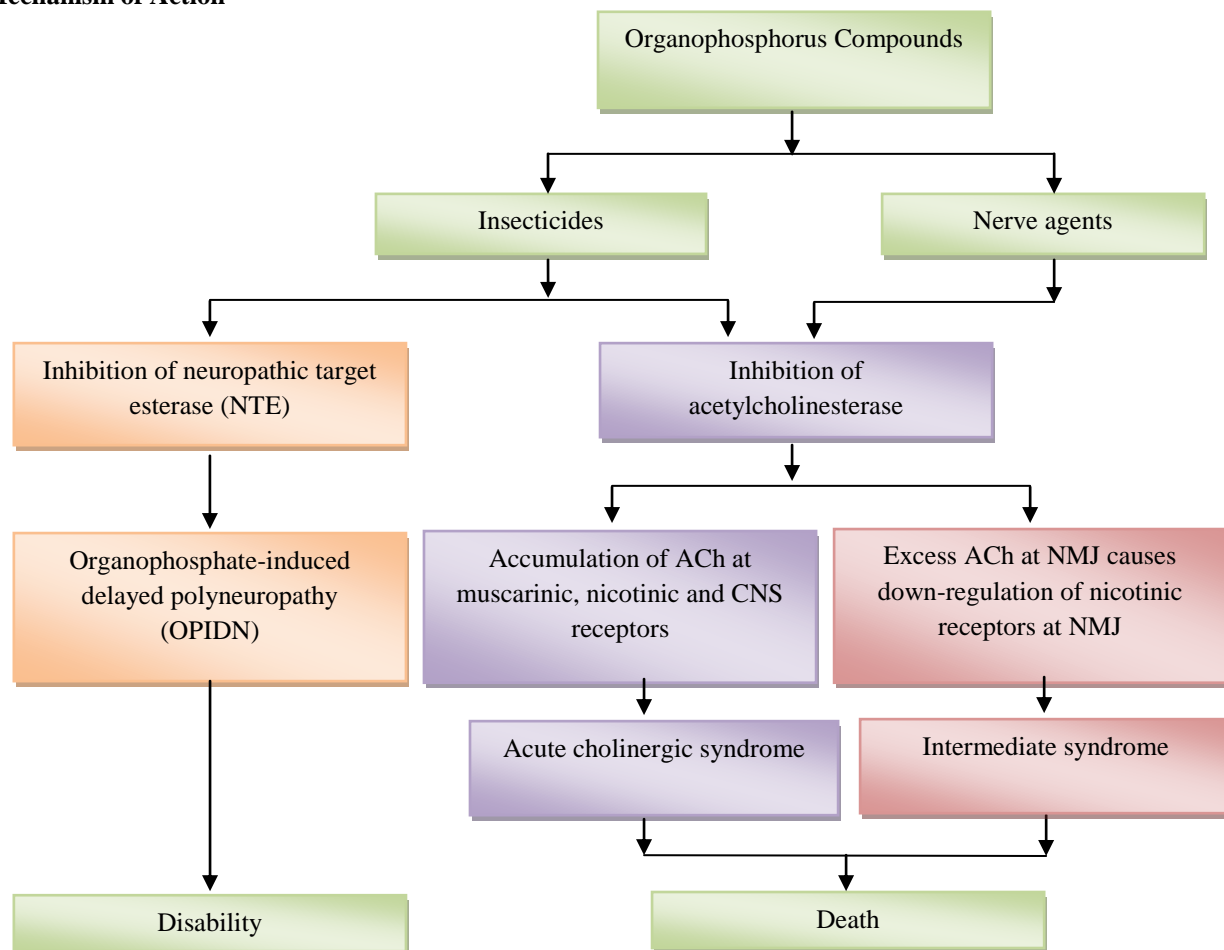 Mechanism of Action
Organophosphorus Compounds
Insecticides
Nerve agents
Inhibition of neuropathic target
esterase (NTE)
Inhibition of
acetylcholinesterase
Organophosphate-induced
delayed polyneuropathy
(OPIDN)
Accumulation of ACh at
muscarinic, nicotinic and CNS
receptors
Excess ACh at NMJ causes
down-regulation of nicotinic
receptors at NMJ
Acute cholinergic syndrome
Intermediate syndrome
Disability
Death